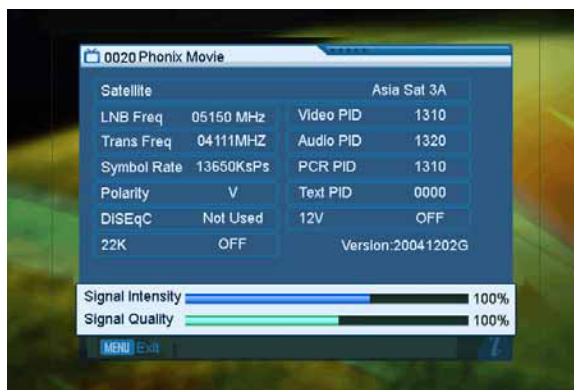 0020 Phonix Movie
Satellite Asia Sat 3A
LNB Freq 05150 MHz Video PID 1310
Trans Freq 04111MHZ Audio PID 1320
Symbol Rate 13650KsPs PCR PID 1310
Polarity V Text PID 0000
DiSEqC Not Used 12V OFF
22K OFF Version:20041202G
Signal Intensity 100%
Signal Quality 100%
MENU Exit i